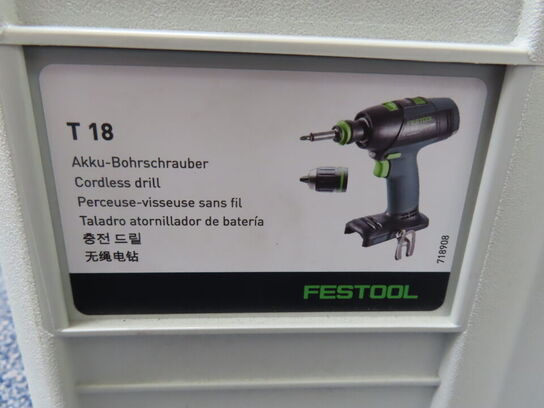 T 18
Akku-Bohrschrauber
Cordless drill
Perceuse-visseuse sans fil
Taladro atornillador de batería
충전 드릴
无绳电钻
FESTOOL
718908
FESTOOL